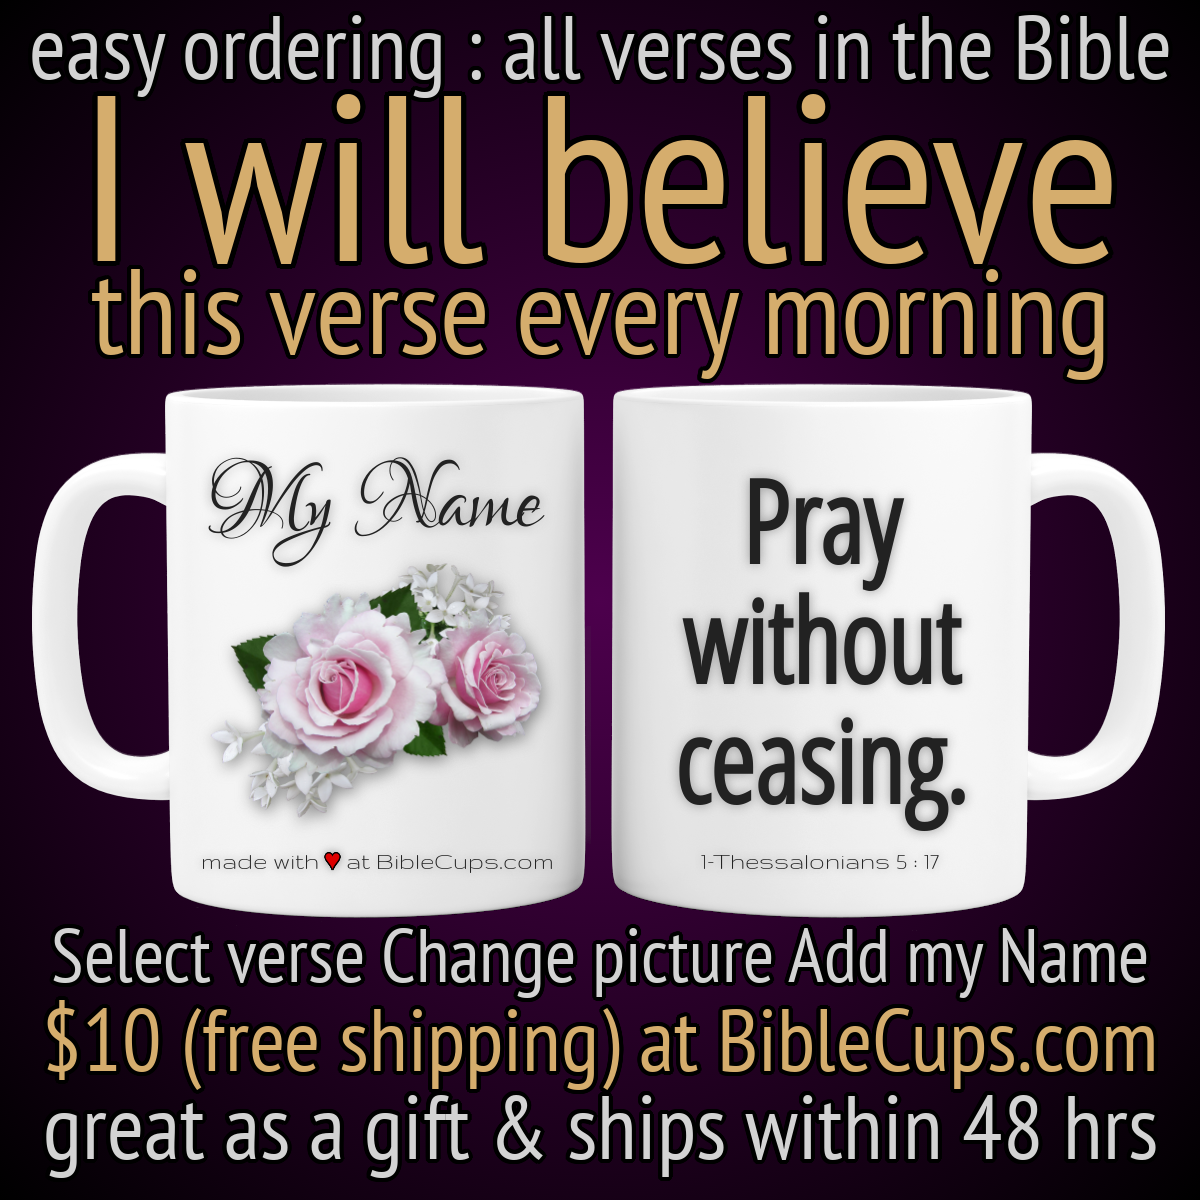 easy ordering : all verses in the Bible
I will believe
this verse every morning
My Name
made with ♥ at BibleCups.com
Pray
without
ceasing.
1-Thessalonians 5 : 17
Select verse Change picture Add my Name
$10 (free shipping) at BibleCups.com
great as a gift & ships within 48 hrs